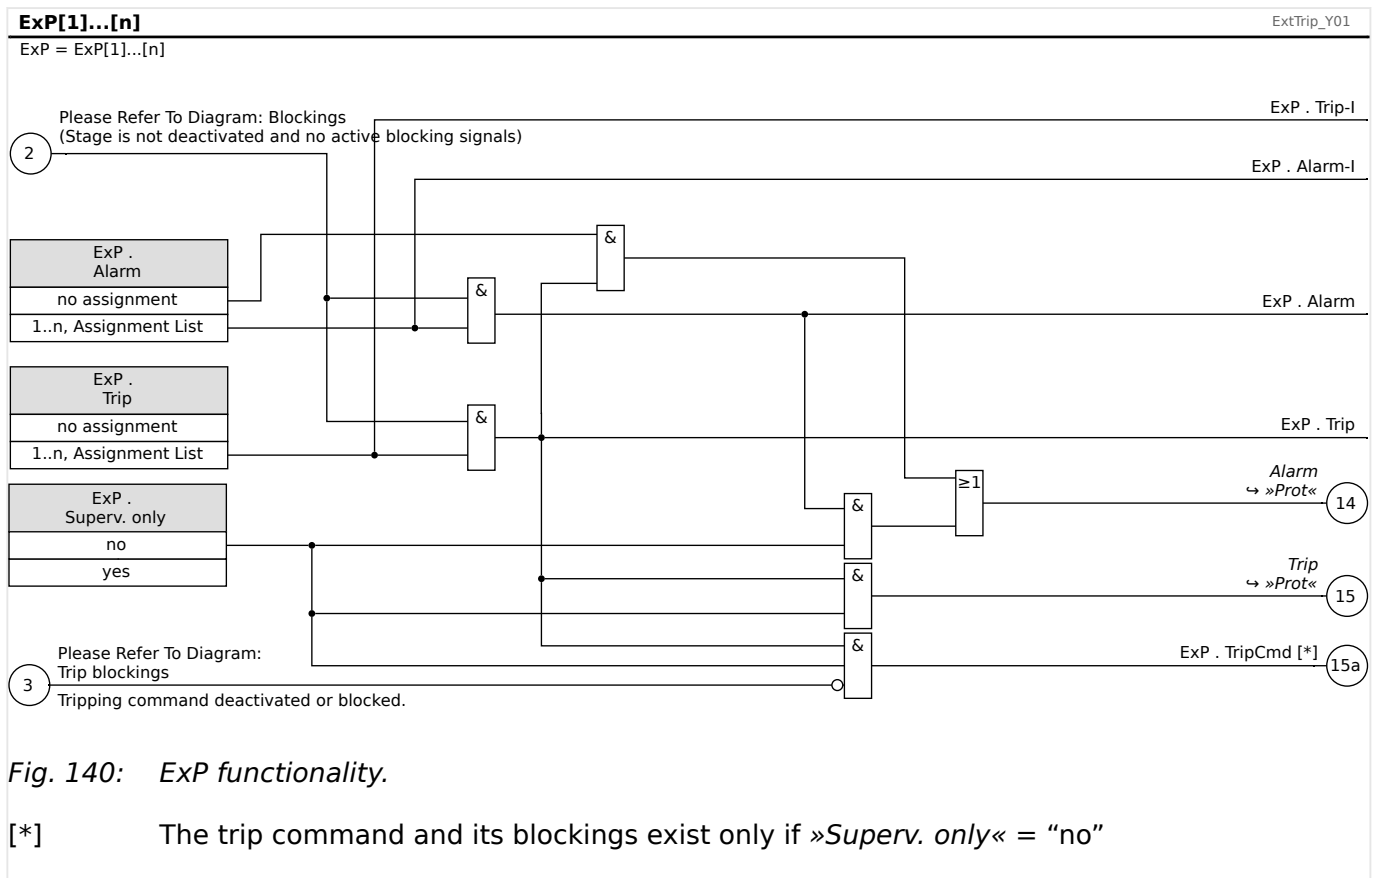 ExP[1]...[n]
ExtTrip_Y01
ExP = ExP[1]...[n]
Please Refer To Diagram: Blockings
(Stage is not deactivated and no active blocking signals)
2
ExP . Trip-I
ExP . Alarm-I
ExP .
Alarm
no assignment
1..n, Assignment List
&
&
ExP . Alarm
ExP .
Trip
no assignment
1..n, Assignment List
&
ExP . Trip
ExP .
Superv. only
no
yes
&
≥1
Alarm
↪ »Prot«
14
&
Trip
↪ »Prot«
15
&
ExP . TripCmd [*]
15a
Please Refer To Diagram:
Trip blockings
3
Tripping command deactivated or blocked.
Fig. 140: ExP functionality.
[*] The trip command and its blockings exist only if »Superv. only« = “no”